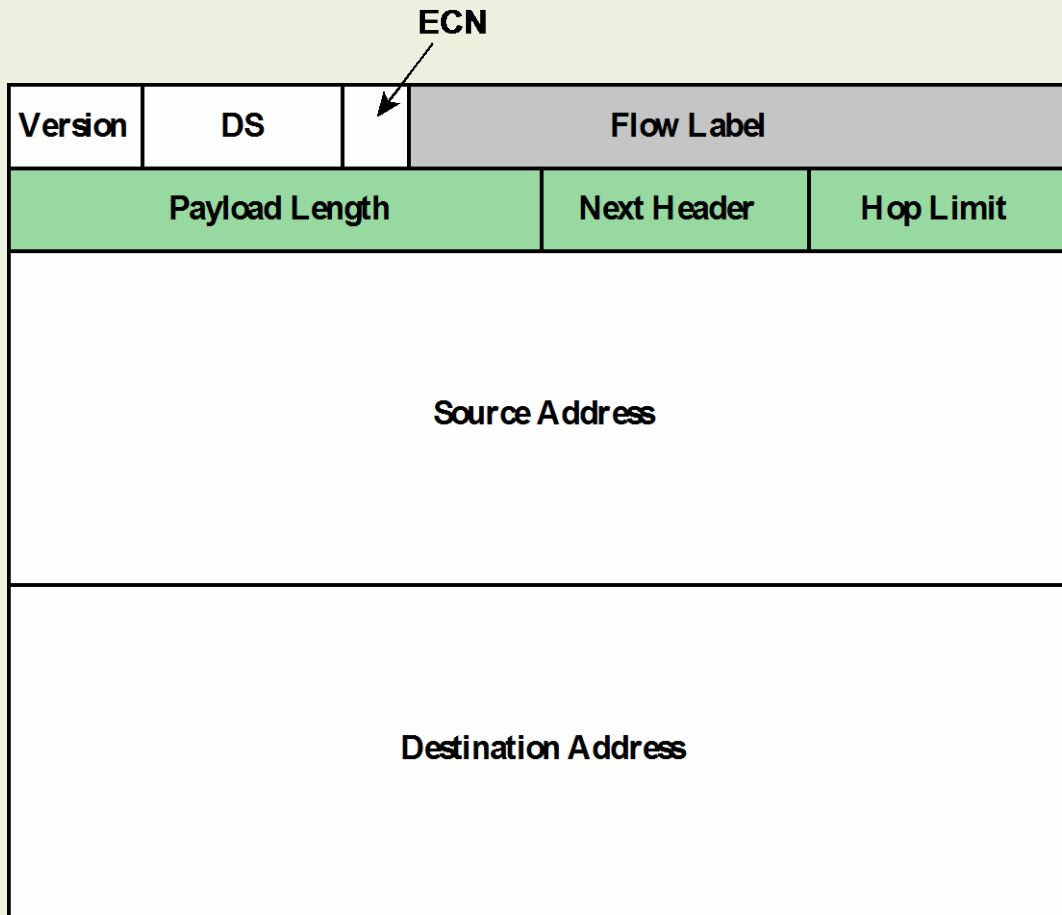 ECN
Version DS Flow Label
Payload Length Next Header Hop Limit
Source Address
Destination Address